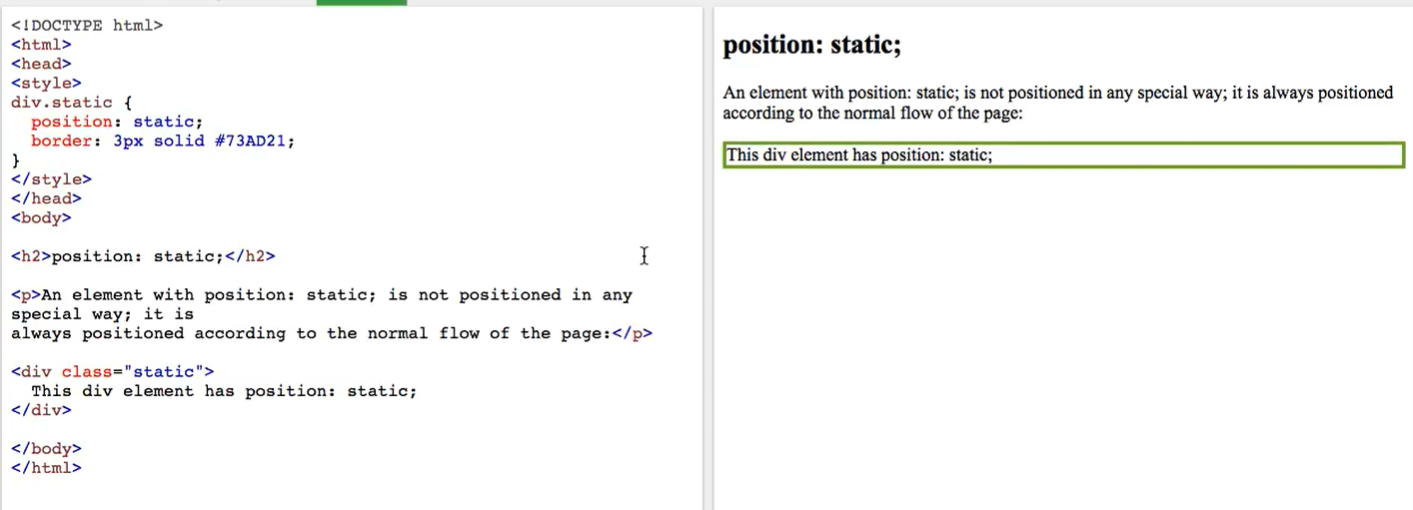 <!DOCTYPE html>
<html>
<head>
<style>
div.static {
  position: static;
  border: 3px solid #73AD21;
}
</style>
</head>
<body>

<h2>position: static;</h2>

<p>An element with position: static; is not positioned in any
special way; it is
always positioned according to the normal flow of the page:</p>

<div class="static">
  This div element has position: static;
</div>

</body>
</html>

position: static;
An element with position: static; is not positioned in any special way; it is always positioned
according to the normal flow of the page:
This div element has position: static;